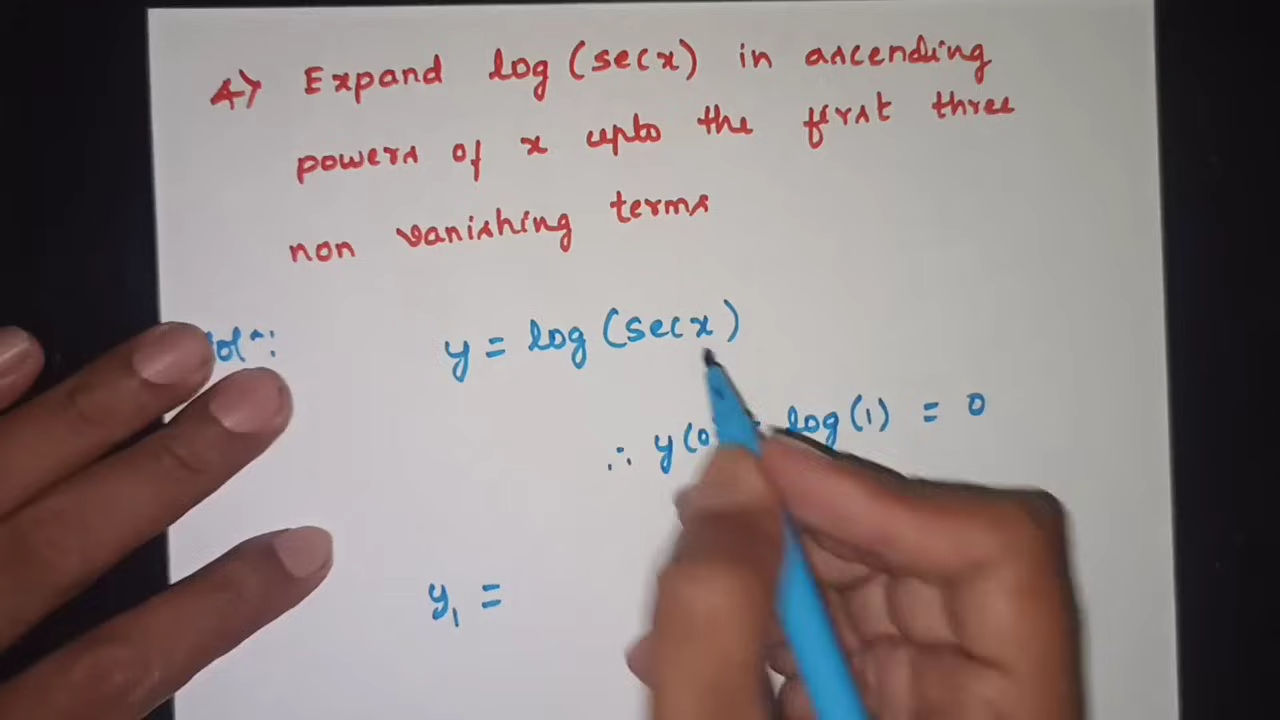 4) Expand log (secx) in ascending
powers of x upto the first three
non vanishing terms
y = log (secx)
∴ y(0 log(1) = 0
y₁ =